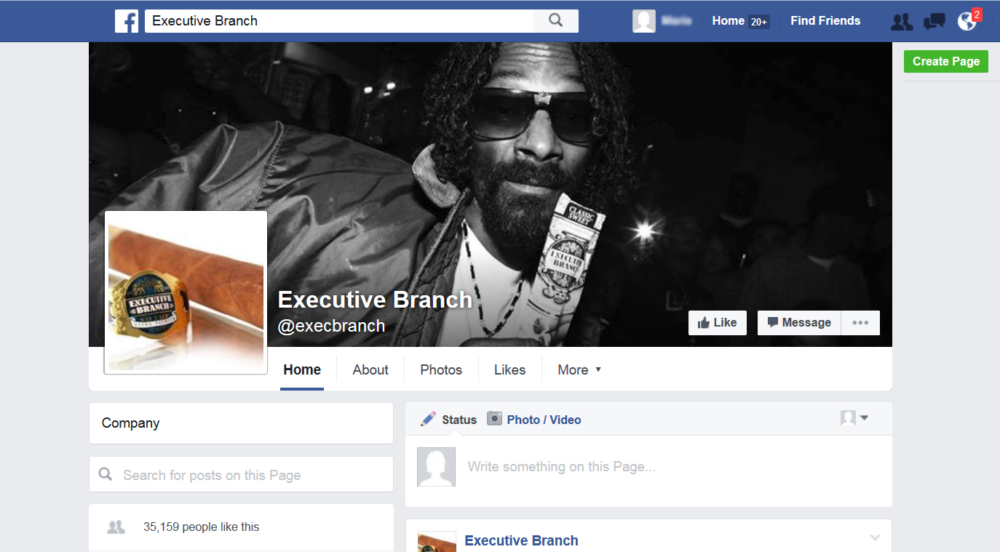 Executive Branch
Home 20+
Find Friends
2
Create Page
CLASSIC
SWEET
EXECUTIVE
BRANCH
EXECUTIVE
BRANCH
Executive Branch
@execbranch
Like
Message
Home
About
Photos
Likes
More
Company
Status
Photo / Video
Search for posts on this Page
Write something on this Page...
35,159 people like this
Executive Branch